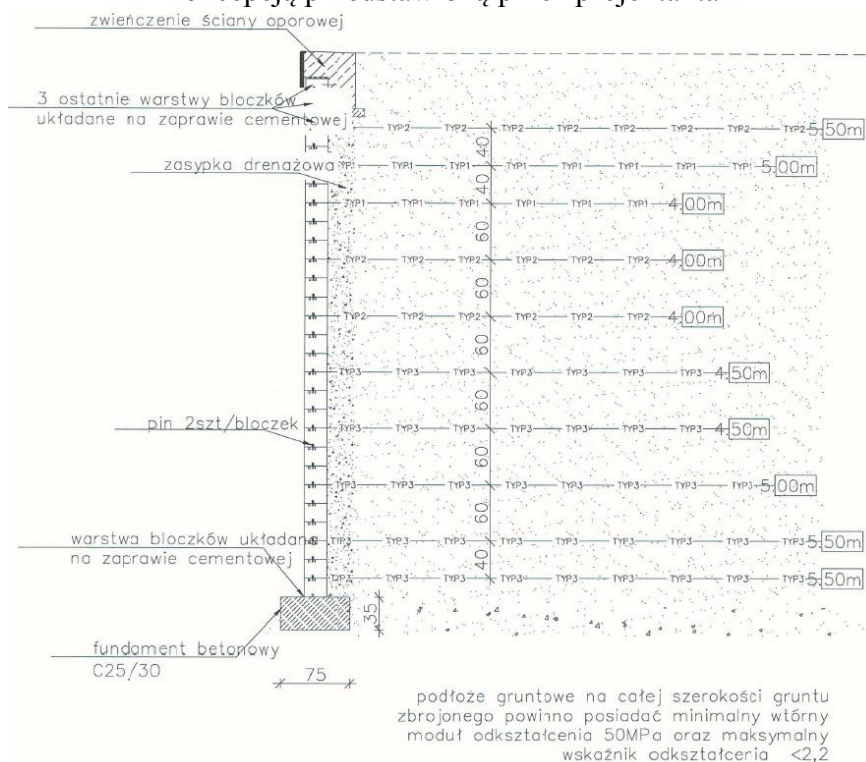 zwieńczenie ściany oporowej
3 ostatnie warstwy bloczków
układane na zaprawie cementowej
zasypka drenażowa
TYP2 TYP2 TYP2 TYP2 TYP2 TYP2 TYP2 5.50m
40
TYP1 TYP1 TYP1 TYP1 TYP1 TYP1 TYP1 5.00m
40
TYP1 TYP1 TYP1 TYP1 TYP1 TYP1 4.00m
60
TYP2 TYP2 TYP2 TYP2 TYP2 TYP2 4.00m
60
TYP2 TYP2 TYP2 TYP2 TYP2 TYP2 4.00m
60
TYP3 TYP3 TYP3 TYP3 TYP3 TYP3 TYP3 4.50m
60
pin 2szt/bloczek
TYP3 TYP3 TYP3 TYP3 TYP3 TYP3 TYP3 4.50m
60
TYP3 TYP3 TYP3 TYP3 TYP3 TYP3 TYP3 5.00m
60
warstwa bloczków układana
na zaprawie cementowej
TYP3 TYP3 TYP3 TYP3 TYP3 TYP3 TYP3 TYP3 5.50m
40
TYP3 TYP3 TYP3 TYP3 TYP3 TYP3 TYP3 TYP3 5.50m
35
fundament betonowy
C25/30
75
podłoże gruntowe na całej szerokości gruntu
zbrojonego powinno posiadać minimalny wtórny
moduł odkształcenia 50MPa oraz maksymalny
wskaźnik odkształcenia <2,2